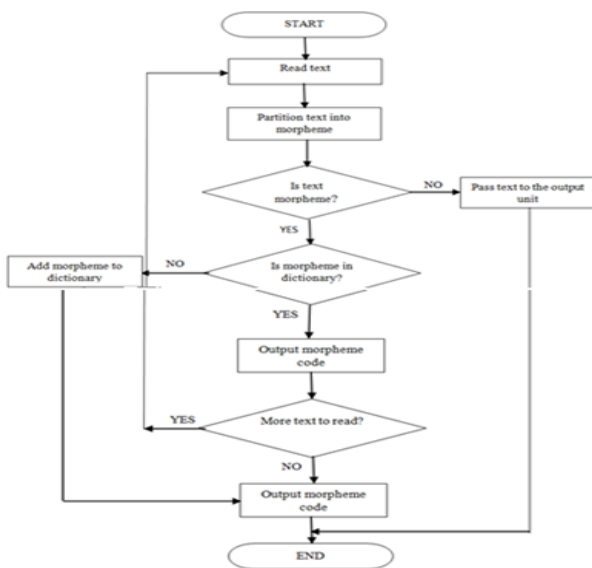 START
Read text
Partition text into
morpheme
Is text
morpheme?
NO
Pass text to the output
unit
YES
Add morpheme to
dictionary
NO
Is morpheme in
dictionary?
YES
Output morpheme
code
YES
More text to read?
NO
Output morpheme
code
END